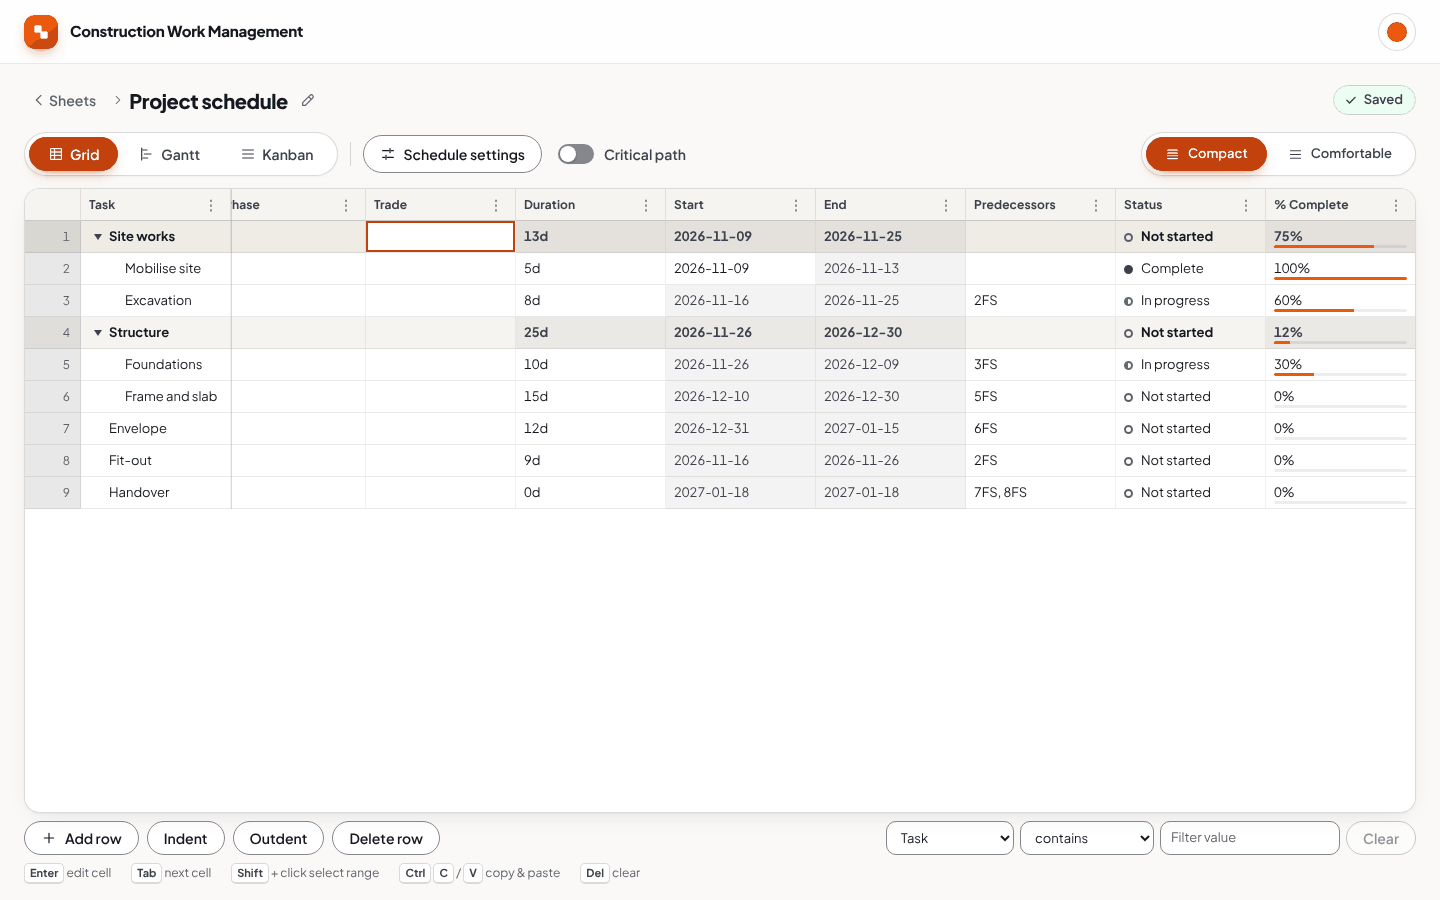 Construction Work Management
Sheets
Project schedule
Saved
Grid Gantt Kanban Schedule settings Critical path Compact Comfortable
Task hase Trade Duration Start End Predecessors Status % Complete
1 Site works 13d 2026-11-09 2026-11-25 Not started 75%
2 Mobilise site 5d 2026-11-09 2026-11-13 Complete 100%
3 Excavation 8d 2026-11-16 2026-11-25 2FS In progress 60%
4 Structure 25d 2026-11-26 2026-12-30 Not started 12%
5 Foundations 10d 2026-11-26 2026-12-09 3FS In progress 30%
6 Frame and slab 15d 2026-12-10 2026-12-30 5FS Not started 0%
7 Envelope 12d 2026-12-31 2027-01-15 6FS Not started 0%
8 Fit-out 9d 2026-11-16 2026-11-26 2FS Not started 0%
9 Handover 0d 2027-01-18 2027-01-18 7FS, 8FS Not started 0%
+ Add row Indent Outdent Delete row Task contains Filter value Clear
Enter edit cell Tab next cell Shift + click select range Ctrl C / V copy & paste Del clear